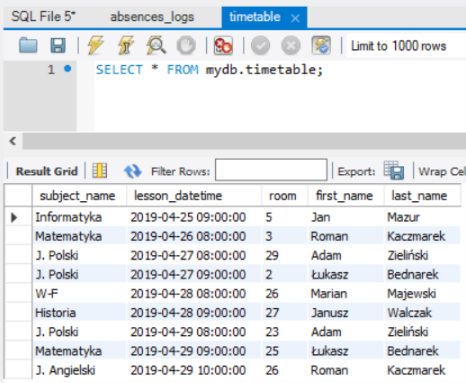 SQL File 5* absences_logs timetable
Limit to 1000 rows
1 SELECT * FROM mydb.timetable;
Result Grid Filter Rows: Export: Wrap Cel
subject_name lesson_datetime room first_name last_name
Informatyka 2019-04-25 09:00:00 5 Jan Mazur
Matematyka 2019-04-26 08:00:00 3 Roman Kaczmarek
J. Polski 2019-04-27 08:00:00 29 Adam Zieliński
J. Polski 2019-04-27 09:00:00 2 Łukasz Bednarek
W-F 2019-04-28 08:00:00 26 Marian Majewski
Historia 2019-04-28 09:00:00 27 Janusz Walczak
J. Polski 2019-04-29 08:00:00 23 Adam Zieliński
Matematyka 2019-04-29 09:00:00 25 Łukasz Bednarek
J. Angielski 2019-04-29 10:00:00 26 Roman Kaczmarek